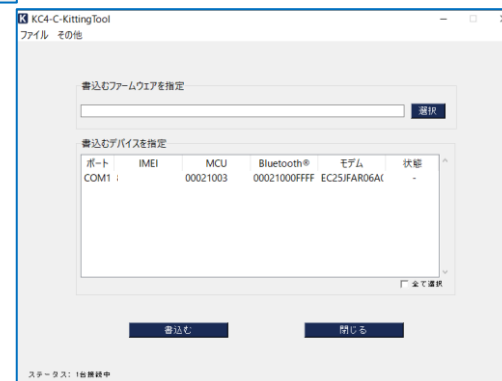 KC4-C-KittingTool
ファイル その他
書込むファームウェアを指定
選択
書込むデバイスを指定
ポート IMEI MCU Bluetooth® モデム 状態
COM1 00021003 00021000FFFF EC25JFAR06A -
全て選択
書込む 閉じる
ステータス: 1台接続中